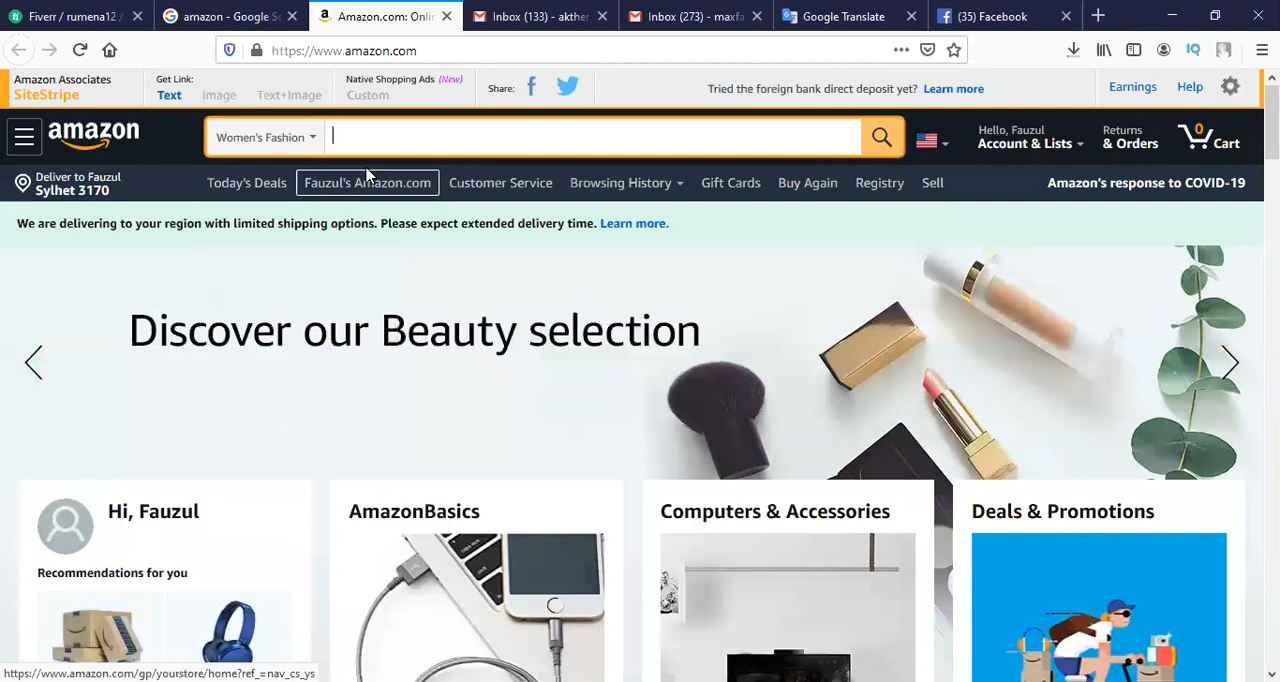 Fiverr / rumena12 /
amazon - Google Se
Amazon.com: Onli
Inbox (133) - akther
Inbox (273) - maxfa
Google Translate
(35) Facebook
https://www.amazon.com
Amazon Associates
SiteStripe
Get Link:
Text Image Text+Image
Native Shopping Ads (New)
Custom
Share:
Tried the foreign bank direct deposit yet? Learn more
Earnings
Help
amazon
Women's Fashion
Hello, Fauzul
Account & Lists
Returns
& Orders
0
Cart
Deliver to Fauzul
Sylhet 3170
Today's Deals
Fauzul's Amazon.com
Customer Service
Browsing History
Gift Cards
Buy Again
Registry
Sell
Amazon's response to COVID-19
We are delivering to your region with limited shipping options. Please expect extended delivery time. Learn more.
Discover our Beauty selection
Hi, Fauzul
Recommendations for you
AmazonBasics
Computers & Accessories
Deals & Promotions
https://www.amazon.com/gp/yourstore/home?ref_=nav_cs_ys